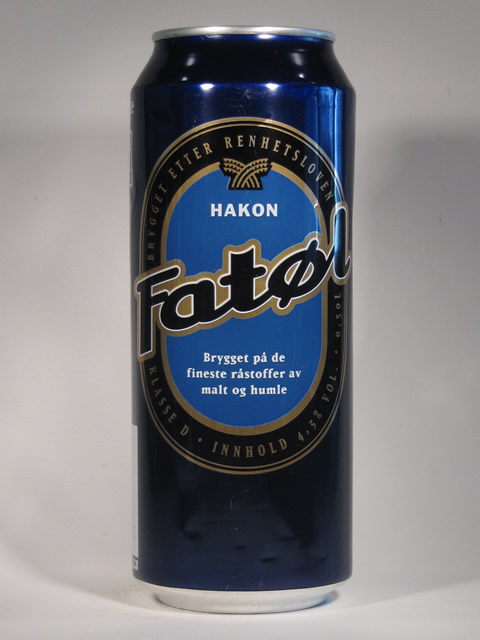 BRYGGET ETTER RENHETSLOVEN
HAKON
Fatøl
Brygget på de
fineste råstoffer av
malt og humle
KLASSE D • INNHOLD 4,5% VOL. • 0,50L